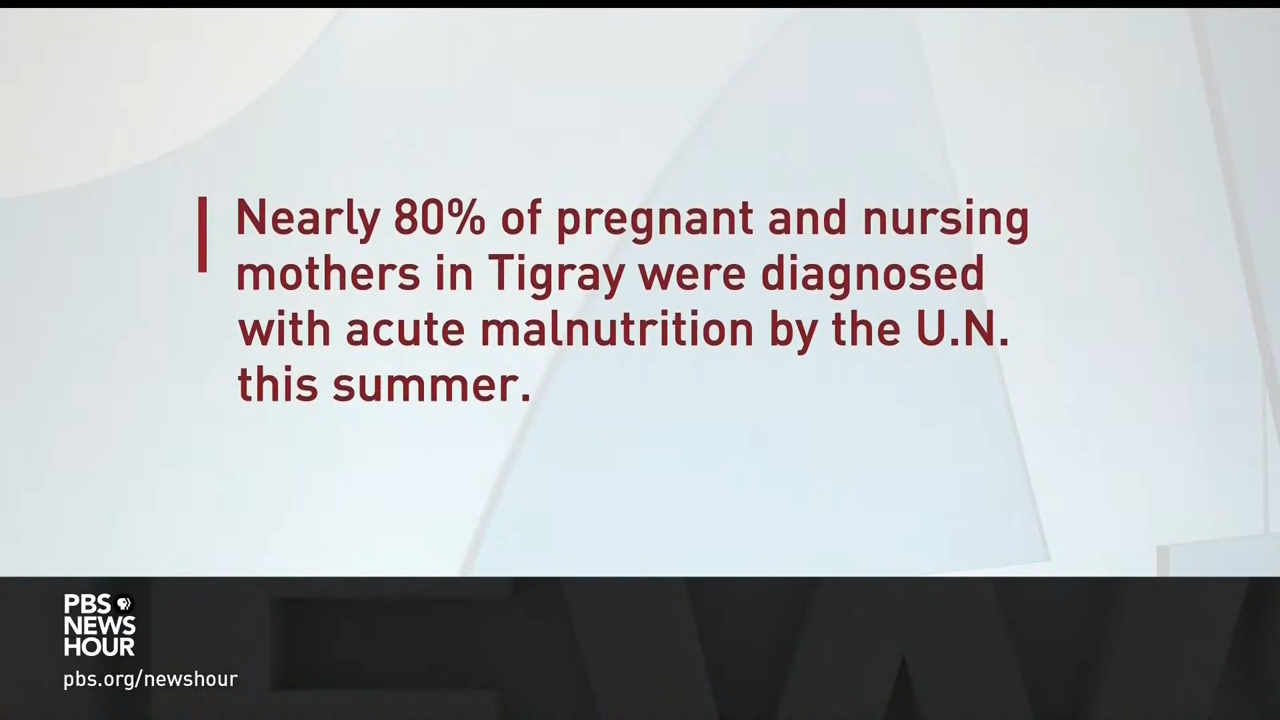 Nearly 80% of pregnant and nursing
mothers in Tigray were diagnosed
with acute malnutrition by the U.N.
this summer.
PBS
NEWS
HOUR
pbs.org/newshour